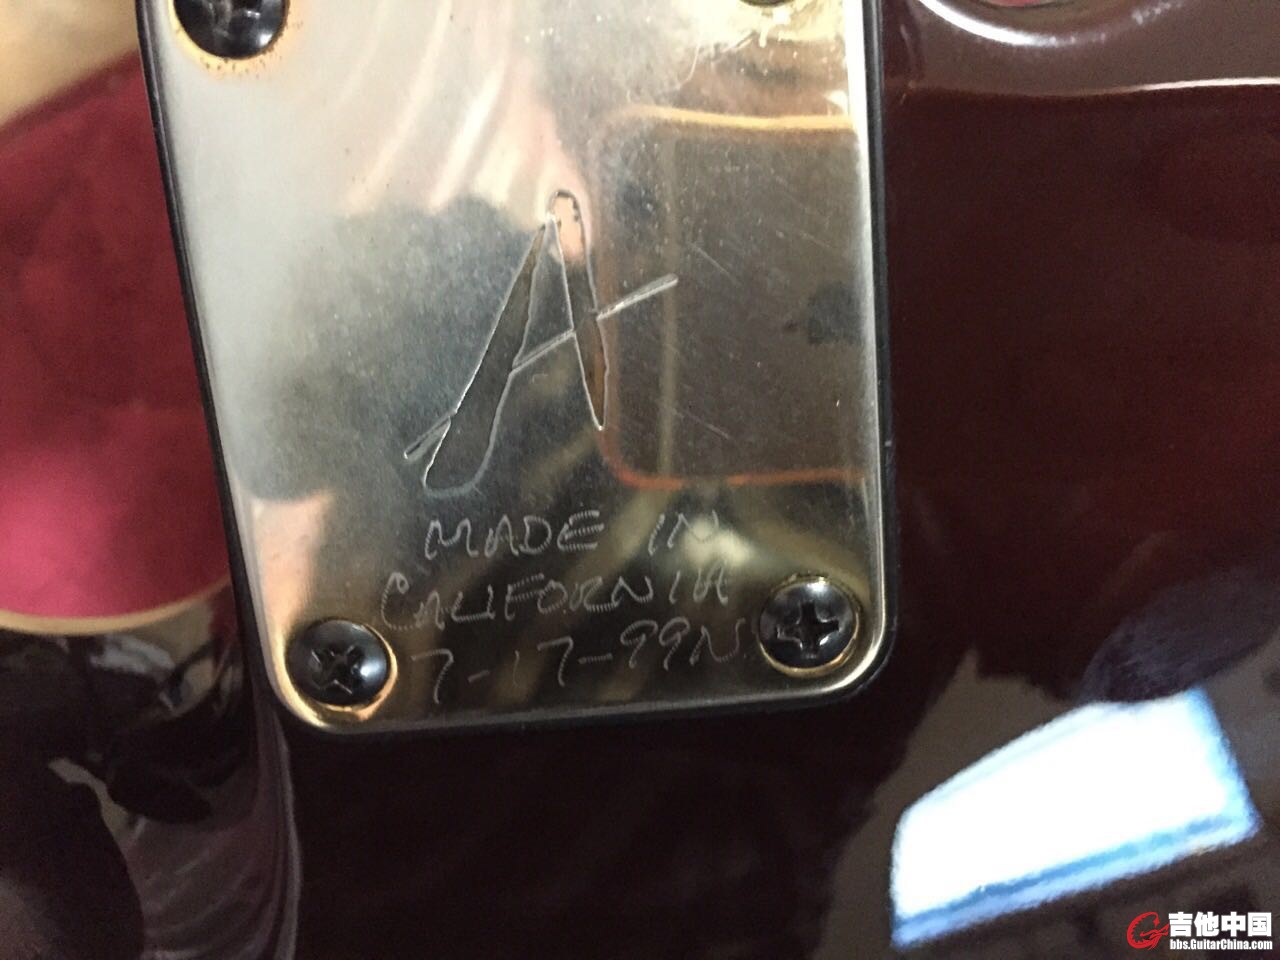 A
MADE IN
CALIFORNIA
7-17-99N
吉他中国
bbs.GuitarChina.com